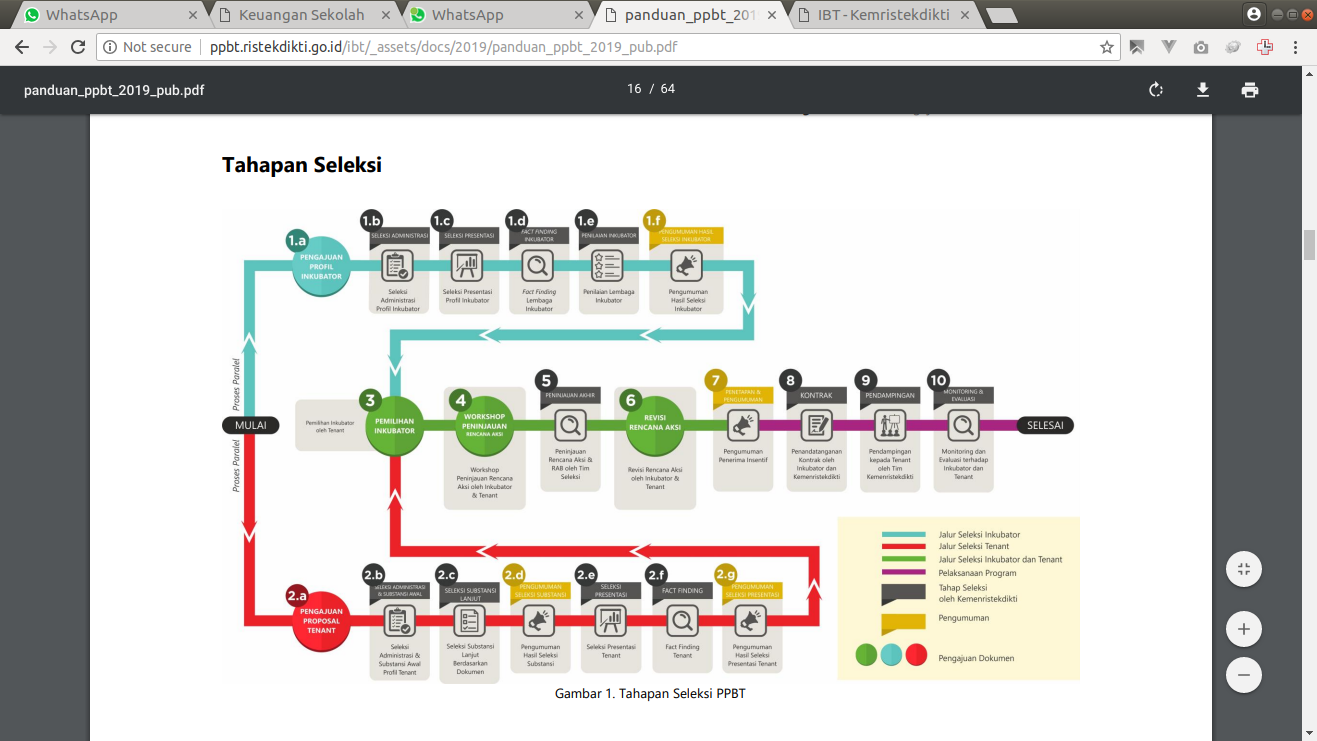 WhatsApp
Keuangan Sekolah
WhatsApp
panduan_ppbt_201
IBT - Kemristekdikti
Not secure
ppbt.ristekdikti.go.id/ibt/_assets/docs/2019/panduan_ppbt_2019_pub.pdf
panduan_ppbt_2019_pub.pdf
16 / 64
Tahapan Seleksi
1.a
PENGAJUAN
PROFIL
INKUBATOR
1.b
SELEKSI ADMINISTRASI
Seleksi
Administrasi
Profil Inkubator
1.c
SELEKSI PRESENTASI
Seleksi Presentasi
Profil Inkubator
1.d
FACT FINDING
INKUBATOR
Fact Finding
Lembaga
Inkubator
1.e
PENILAIAN INKUBATOR
Penilaian Lembaga
Inkubator
1.f
PENGUMUMAN HASIL
SELEKSI INKUBATOR
Pengumuman
Hasil Seleksi
Inkubator
Proses Paralel
MULAI
Proses Paralel
Pemilihan Inkubator
oleh Tenant
3
PEMILIHAN
INKUBATOR
4
WORKSHOP
PENINJAUAN
RENCANA AKSI
Workshop
Peninjauan Rencana
Aksi oleh Inkubator
& Tenant
5
PENINJAUAN AKHIR
Peninjauan
Rencana Aksi &
RAB oleh Tim
Seleksi
6
REVISI
RENCANA AKSI
Revisi Rencana Aksi
oleh Inkubator &
Tenant
7
PENETAPAN &
PENGUMUMAN
Pengumuman
Penerima Insentif
8
KONTRAK
Penandatanganan
Kontrak oleh
Inkubator dan
Kemenristekdikti
9
PENDAMPINGAN
Pendampingan
kepada Tenant
oleh Tim
Kemenristekdikti
10
MONITORING &
EVALUASI
Monitoring dan
Evaluasi terhadap
Inkubator dan
Tenant
SELESAI
2.a
PENGAJUAN
PROPOSAL
TENANT
2.b
SELEKSI ADMINISTRASI
& SUBSTANSI AWAL
Seleksi
Administrasi &
Substansi Awal
Profil Tenant
2.c
SELEKSI SUBSTANSI
LANJUT
Seleksi Substansi
Lanjut
Berdasarkan
Dokumen
2.d
PENGUMUMAN
SELEKSI SUBSTANSI
Pengumuman
Hasil Seleksi
Substansi
2.e
SELEKSI
PRESENTASI
Seleksi Presentasi
Tenant
2.f
FACT FINDING
Fact Finding
Tenant
2.g
PENGUMUMAN
SELEKSI PRESENTASI
Pengumuman
Hasil Seleksi
Presentasi Tenant
Jalur Seleksi Inkubator
Jalur Seleksi Tenant
Jalur Seleksi Inkubator dan Tenant
Pelaksanaan Program
Tahap Seleksi
oleh Kemenristekdikti
Pengumuman
Pengajuan Dokumen
Gambar 1. Tahapan Seleksi PPBT